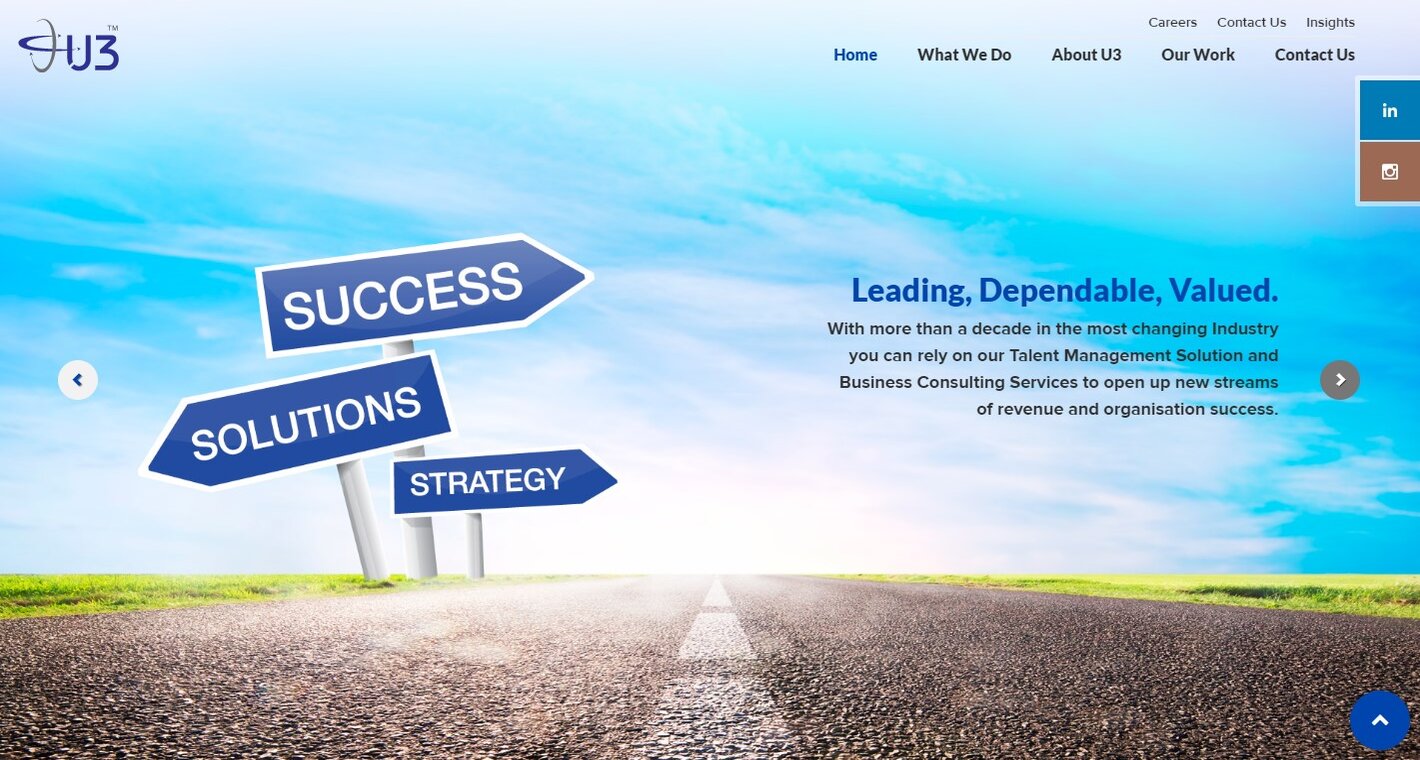 Careers Contact Us Insights
U3 TM
Home What We Do About U3 Our Work Contact Us
in
SUCCESS
SOLUTIONS
STRATEGY
Leading, Dependable, Valued.
With more than a decade in the most changing Industry
you can rely on our Talent Management Solution and
Business Consulting Services to open up new streams
of revenue and organisation success.